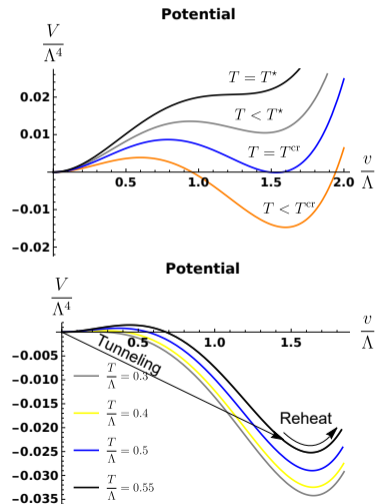 Potential
V/Λ⁴
0.02
0.01
−0.01
−0.02
0.5 1.0 1.5 2.0
v/Λ
T = T*
T < T*
T = Tᶜʳ
T < Tᶜʳ
Potential
V/Λ⁴
v/Λ
0.5 1.0 1.5
−0.005
−0.010
−0.015
−0.020
−0.025
−0.030
−0.035
Tunneling
Reheat
T/Λ = 0.3
T/Λ = 0.4
T/Λ = 0.5
T/Λ = 0.55